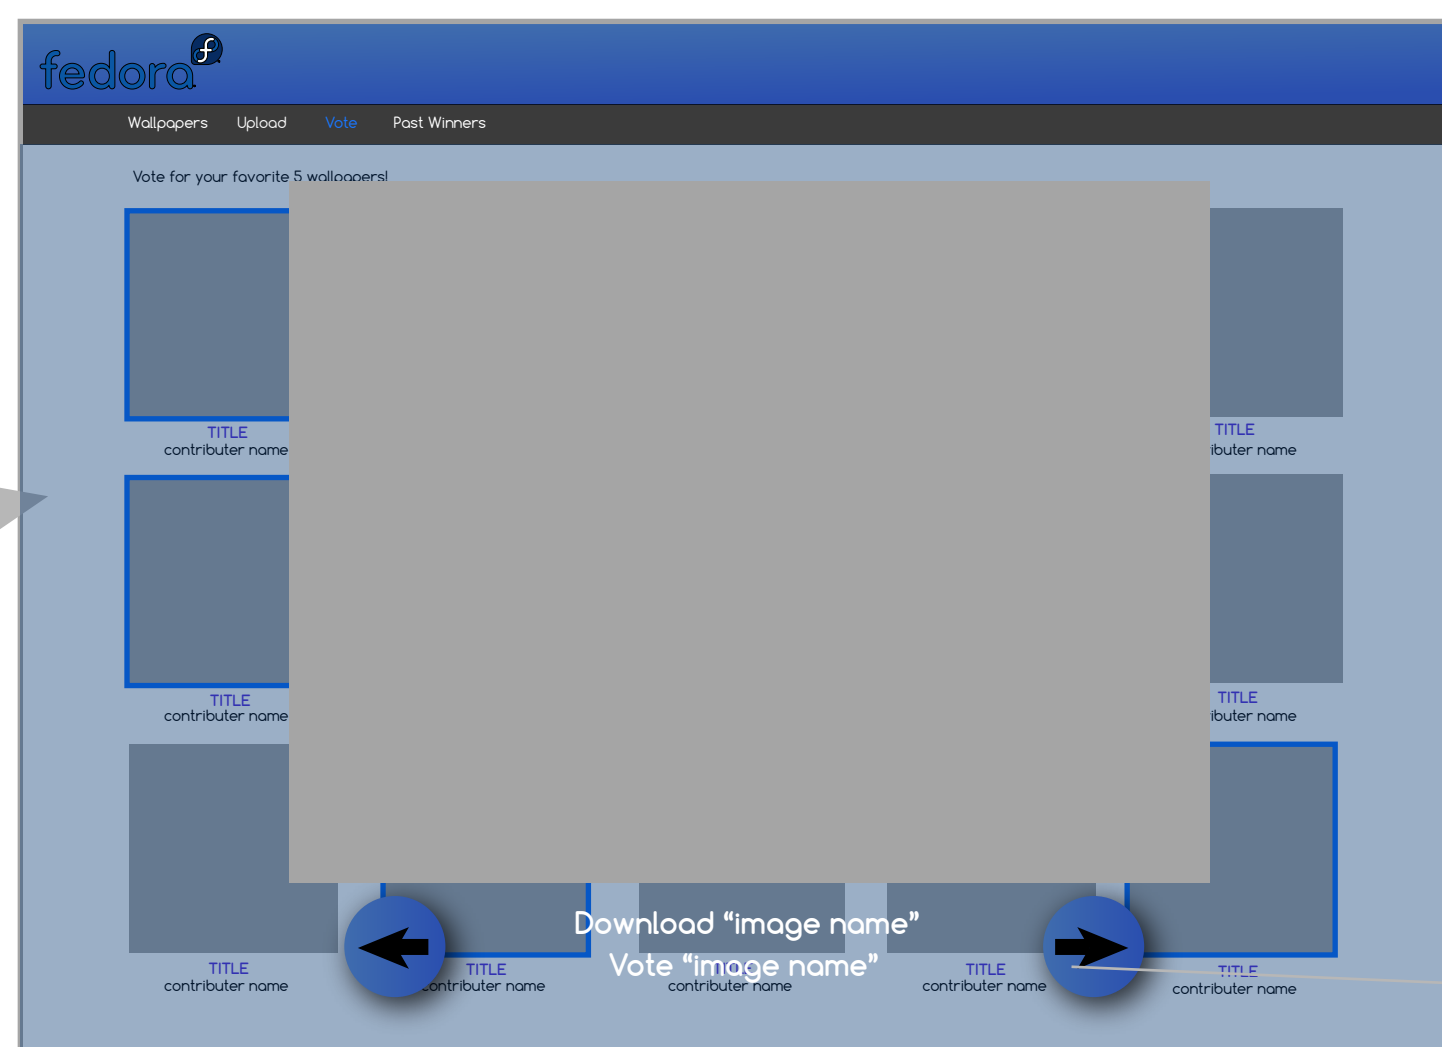 fedora
Wallpapers Upload Vote Past Winners
Vote for your favorite 5 wallpapers!
TITLE
contributer name
TITLE
ibuter name
TITLE
contributer name
TITLE
ibuter name
Download “image name”
Vote “image name”
TITLE
contributer name
TITLE
contributer name
TITLE
contributer name
TITLE
contributer name
TITLE
contributer name